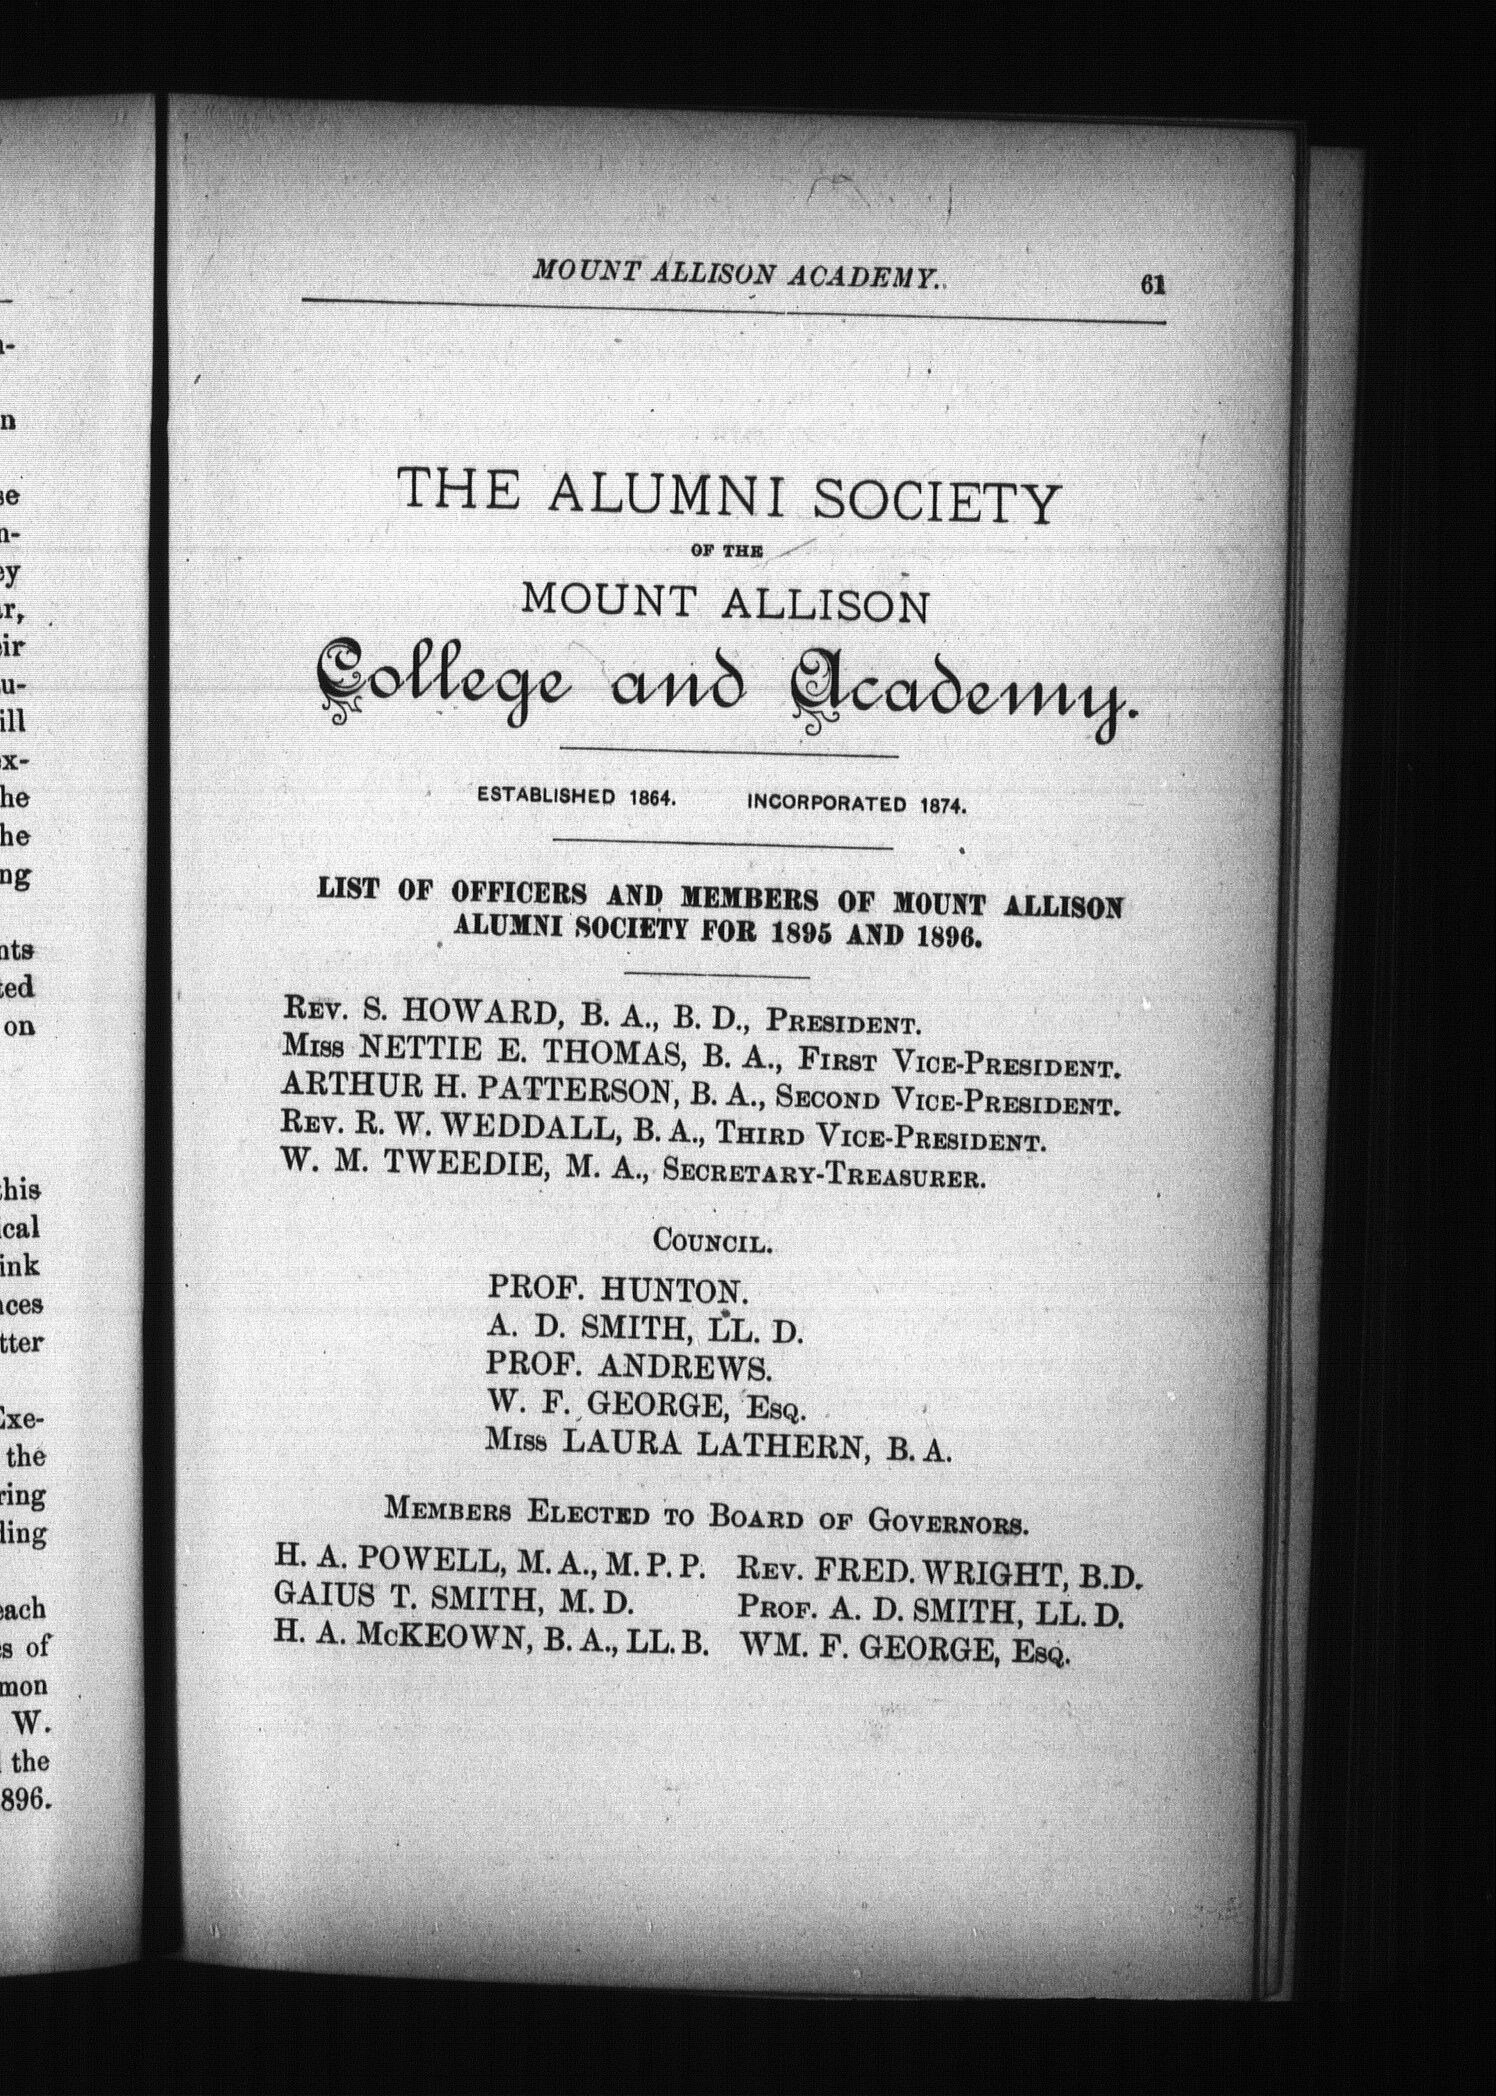 MOUNT ALLISON ACADEMY. 61
THE ALUMNI SOCIETY
OF THE
MOUNT ALLISON
College and Academy.
ESTABLISHED 1864. INCORPORATED 1874.
LIST OF OFFICERS AND MEMBERS OF MOUNT ALLISON
ALUMNI SOCIETY FOR 1895 AND 1896.
REV. S. HOWARD, B. A., B. D., PRESIDENT.
MISS NETTIE E. THOMAS, B. A., FIRST VICE-PRESIDENT.
ARTHUR H. PATTERSON, B. A., SECOND VICE-PRESIDENT.
REV. R. W. WEDDALL, B. A., THIRD VICE-PRESIDENT.
W. M. TWEEDIE, M. A., SECRETARY-TREASURER.
COUNCIL.
PROF. HUNTON.
A. D. SMITH, LL. D.
PROF. ANDREWS.
W. F. GEORGE, ESQ.
MISS LAURA LATHERN, B. A.
MEMBERS ELECTED TO BOARD OF GOVERNORS.
H. A. POWELL, M. A., M. P. P. REV. FRED. WRIGHT, B.D.
GAIUS T. SMITH, M. D. PROF. A. D. SMITH, LL. D.
H. A. McKEOWN, B. A., LL. B. WM. F. GEORGE, ESQ.